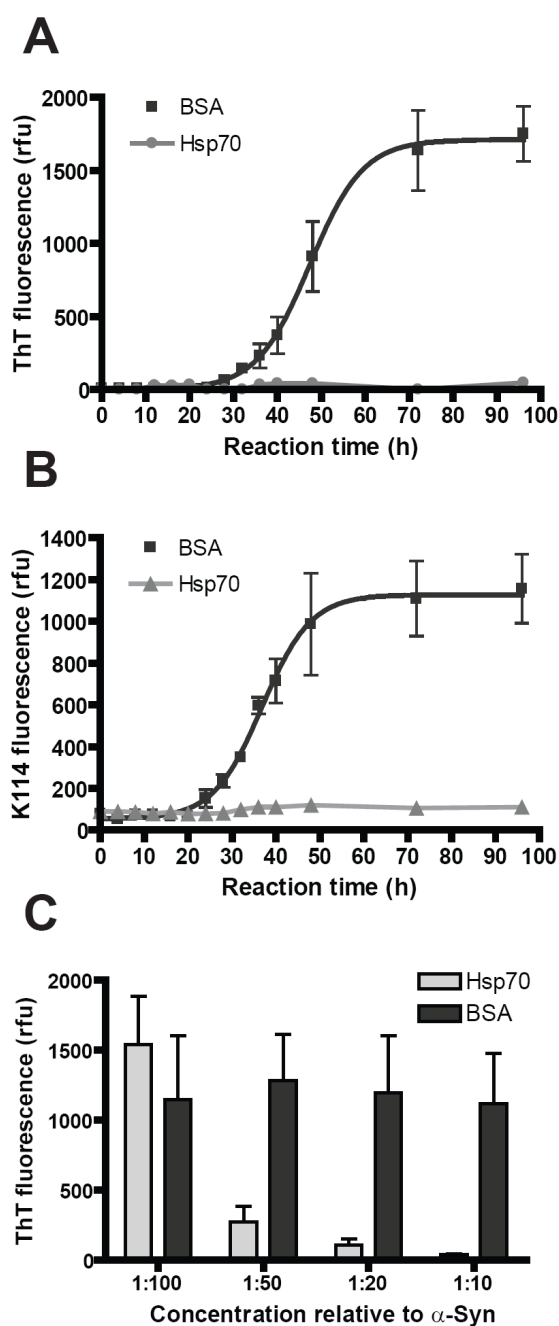 A
2000
1500
1000
500
0
ThT fluorescence (rfu)
BSA
Hsp70
0 10 20 30 40 50 60 70 80 90 100
Reaction time (h)
B
1400
1200
1000
800
600
400
200
0
K114 fluorescence (rfu)
BSA
Hsp70
0 10 20 30 40 50 60 70 80 90 100
Reaction time (h)
C
2000
1500
1000
500
0
ThT fluorescence (rfu)
Hsp70
BSA
1:100 1:50 1:20 1:10
Concentration relative to α-Syn